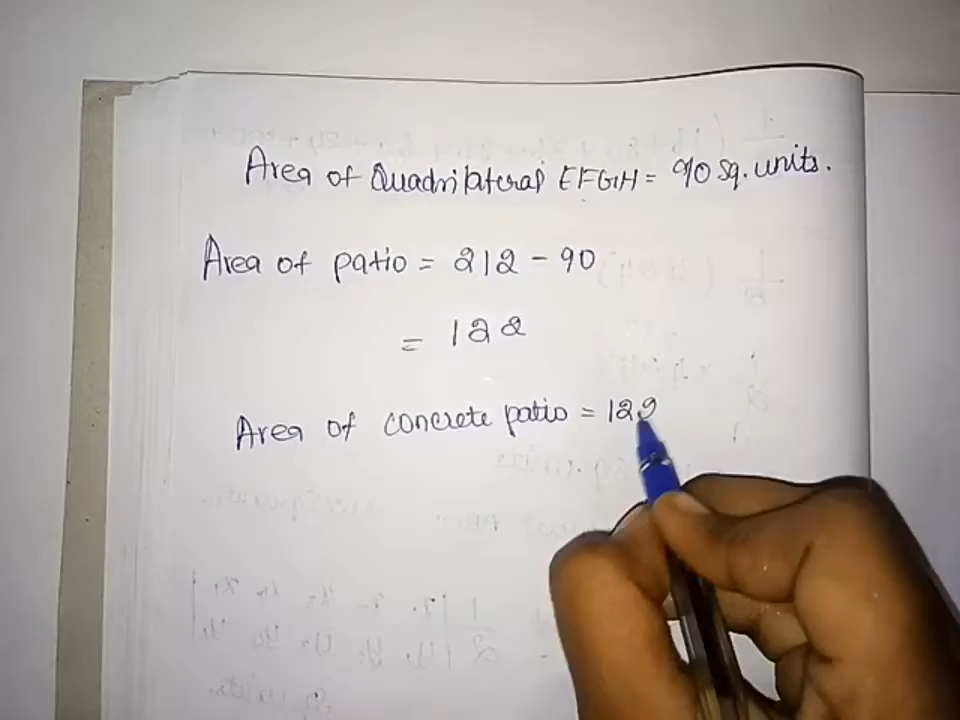 Area of Quadrilateral EFGH = 90 sq. units.
Area of patio = 212 - 90
= 122
Area of concrete patio = 122